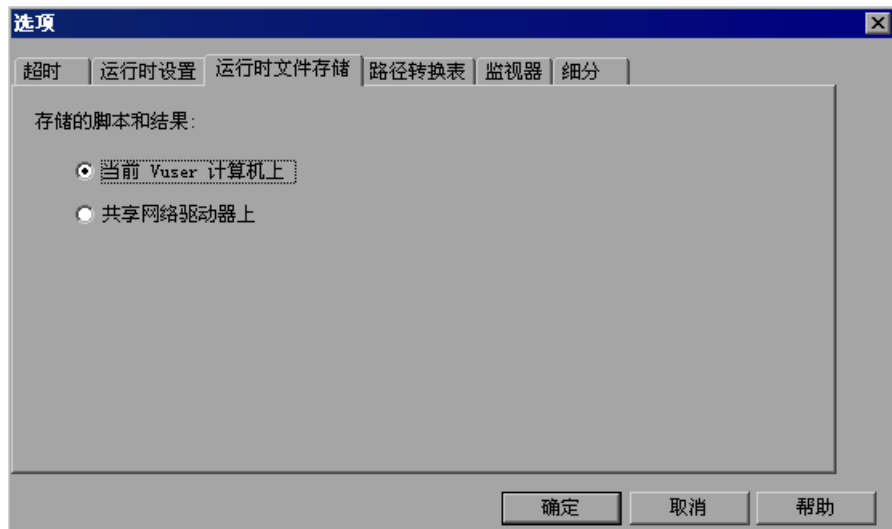 选项
超时 运行时设置 运行时文件存储 路径转换表 监视器 细分
存储的脚本和结果:
当前 Vuser 计算机上
共享网络驱动器上
确定 取消 帮助